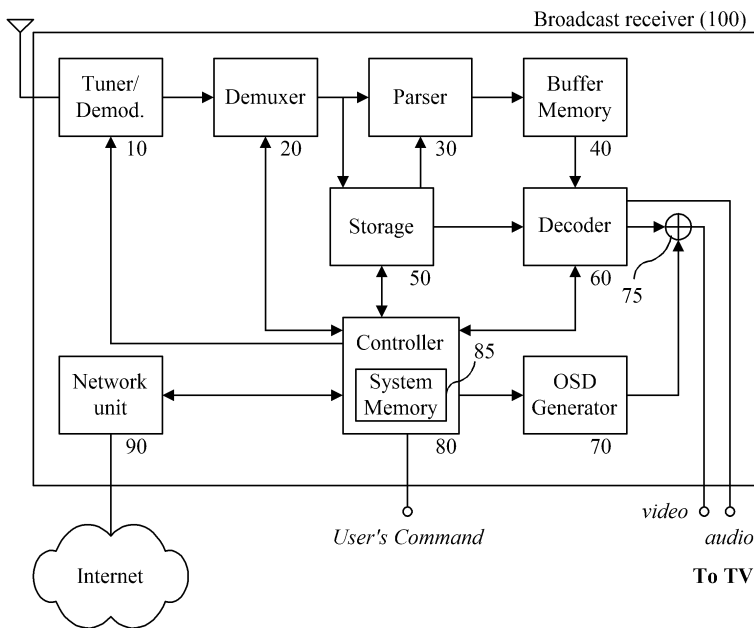 Broadcast receiver (100)
Tuner/
Demod.
10
Demuxer
20
Parser
30
Buffer
Memory
40
Storage
50
Decoder
60
75
Controller
85
System
Memory
80
OSD
Generator
70
Network
unit
90
User's Command
video
audio
Internet
To TV